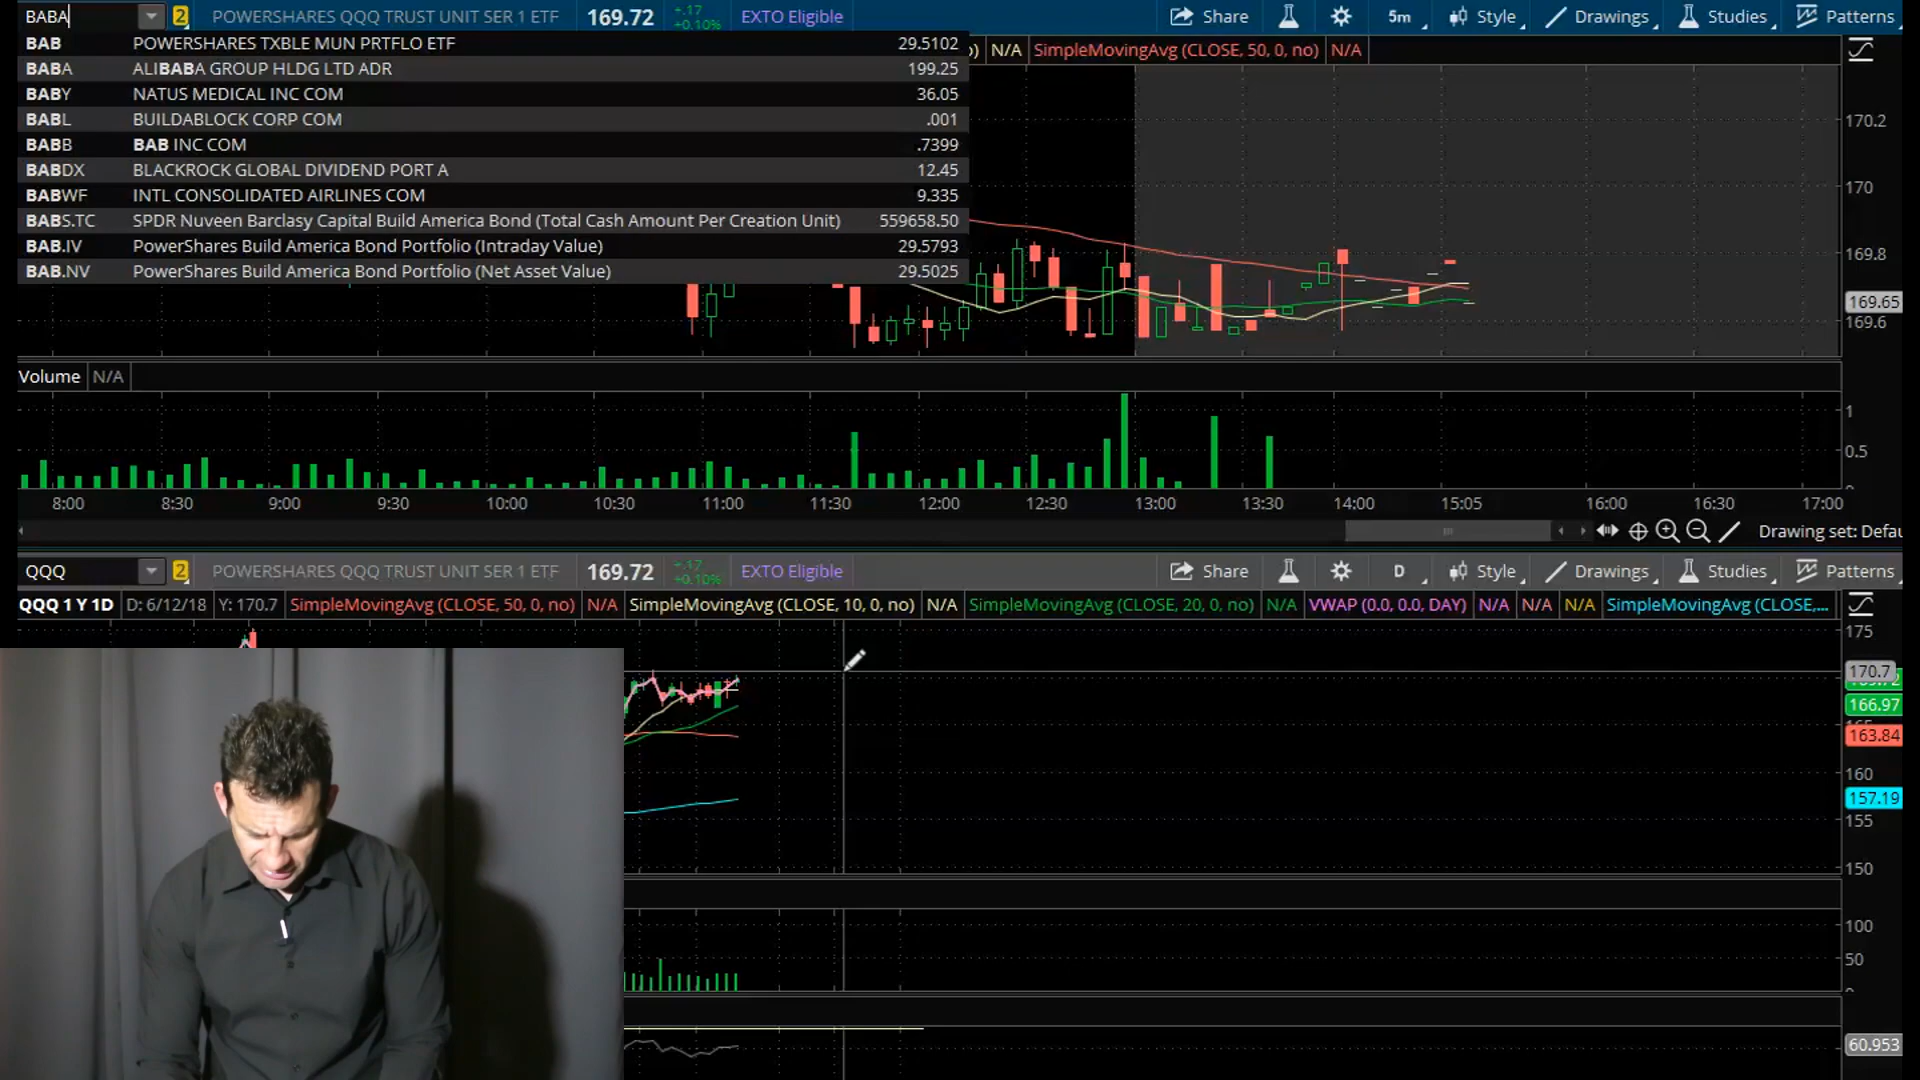 BABA 2 POWERSHARES QQQ TRUST UNIT SER 1 ETF 169.72 +.17 +0.10% EXTO Eligible Share 5m Style Drawings Studies Patterns
BAB POWERSHARES TXBLE MUN PRTFLO ETF 29.5102
BABA ALIBABA GROUP HLDG LTD ADR 199.25
BABY NATUS MEDICAL INC COM 36.05
BABL BUILDABLOCK CORP COM .001
BABB BAB INC COM .7399
BABDX BLACKROCK GLOBAL DIVIDEND PORT A 12.45
BABWF INTL CONSOLIDATED AIRLINES COM 9.335
BABS.TC SPDR Nuveen Barclasy Capital Build America Bond (Total Cash Amount Per Creation Unit) 559658.50
BAB.IV PowerShares Build America Bond Portfolio (Intraday Value) 29.5793
BAB.NV PowerShares Build America Bond Portfolio (Net Asset Value) 29.5025
) N/A SimpleMovingAvg (CLOSE, 50, 0, no) N/A
170.2
170
169.8
169.65
169.6
Volume N/A
1
0.5
8:00 8:30 9:00 9:30 10:00 10:30 11:00 11:30 12:00 12:30 13:00 13:30 14:00 15:05 16:00 16:30 17:00
Drawing set: Defau
QQQ 2 POWERSHARES QQQ TRUST UNIT SER 1 ETF 169.72 +.17 +0.10% EXTO Eligible Share D Style Drawings Studies Patterns
QQQ 1 Y 1D D: 6/12/18 Y: 170.7 SimpleMovingAvg (CLOSE, 50, 0, no) N/A SimpleMovingAvg (CLOSE, 10, 0, no) N/A SimpleMovingAvg (CLOSE, 20, 0, no) N/A VWAP (0.0, 0.0, DAY) N/A N/A N/A SimpleMovingAvg (CLOSE,...
175
170.7
166.97
163.84
160
157.19
155
150
100
50
60.953